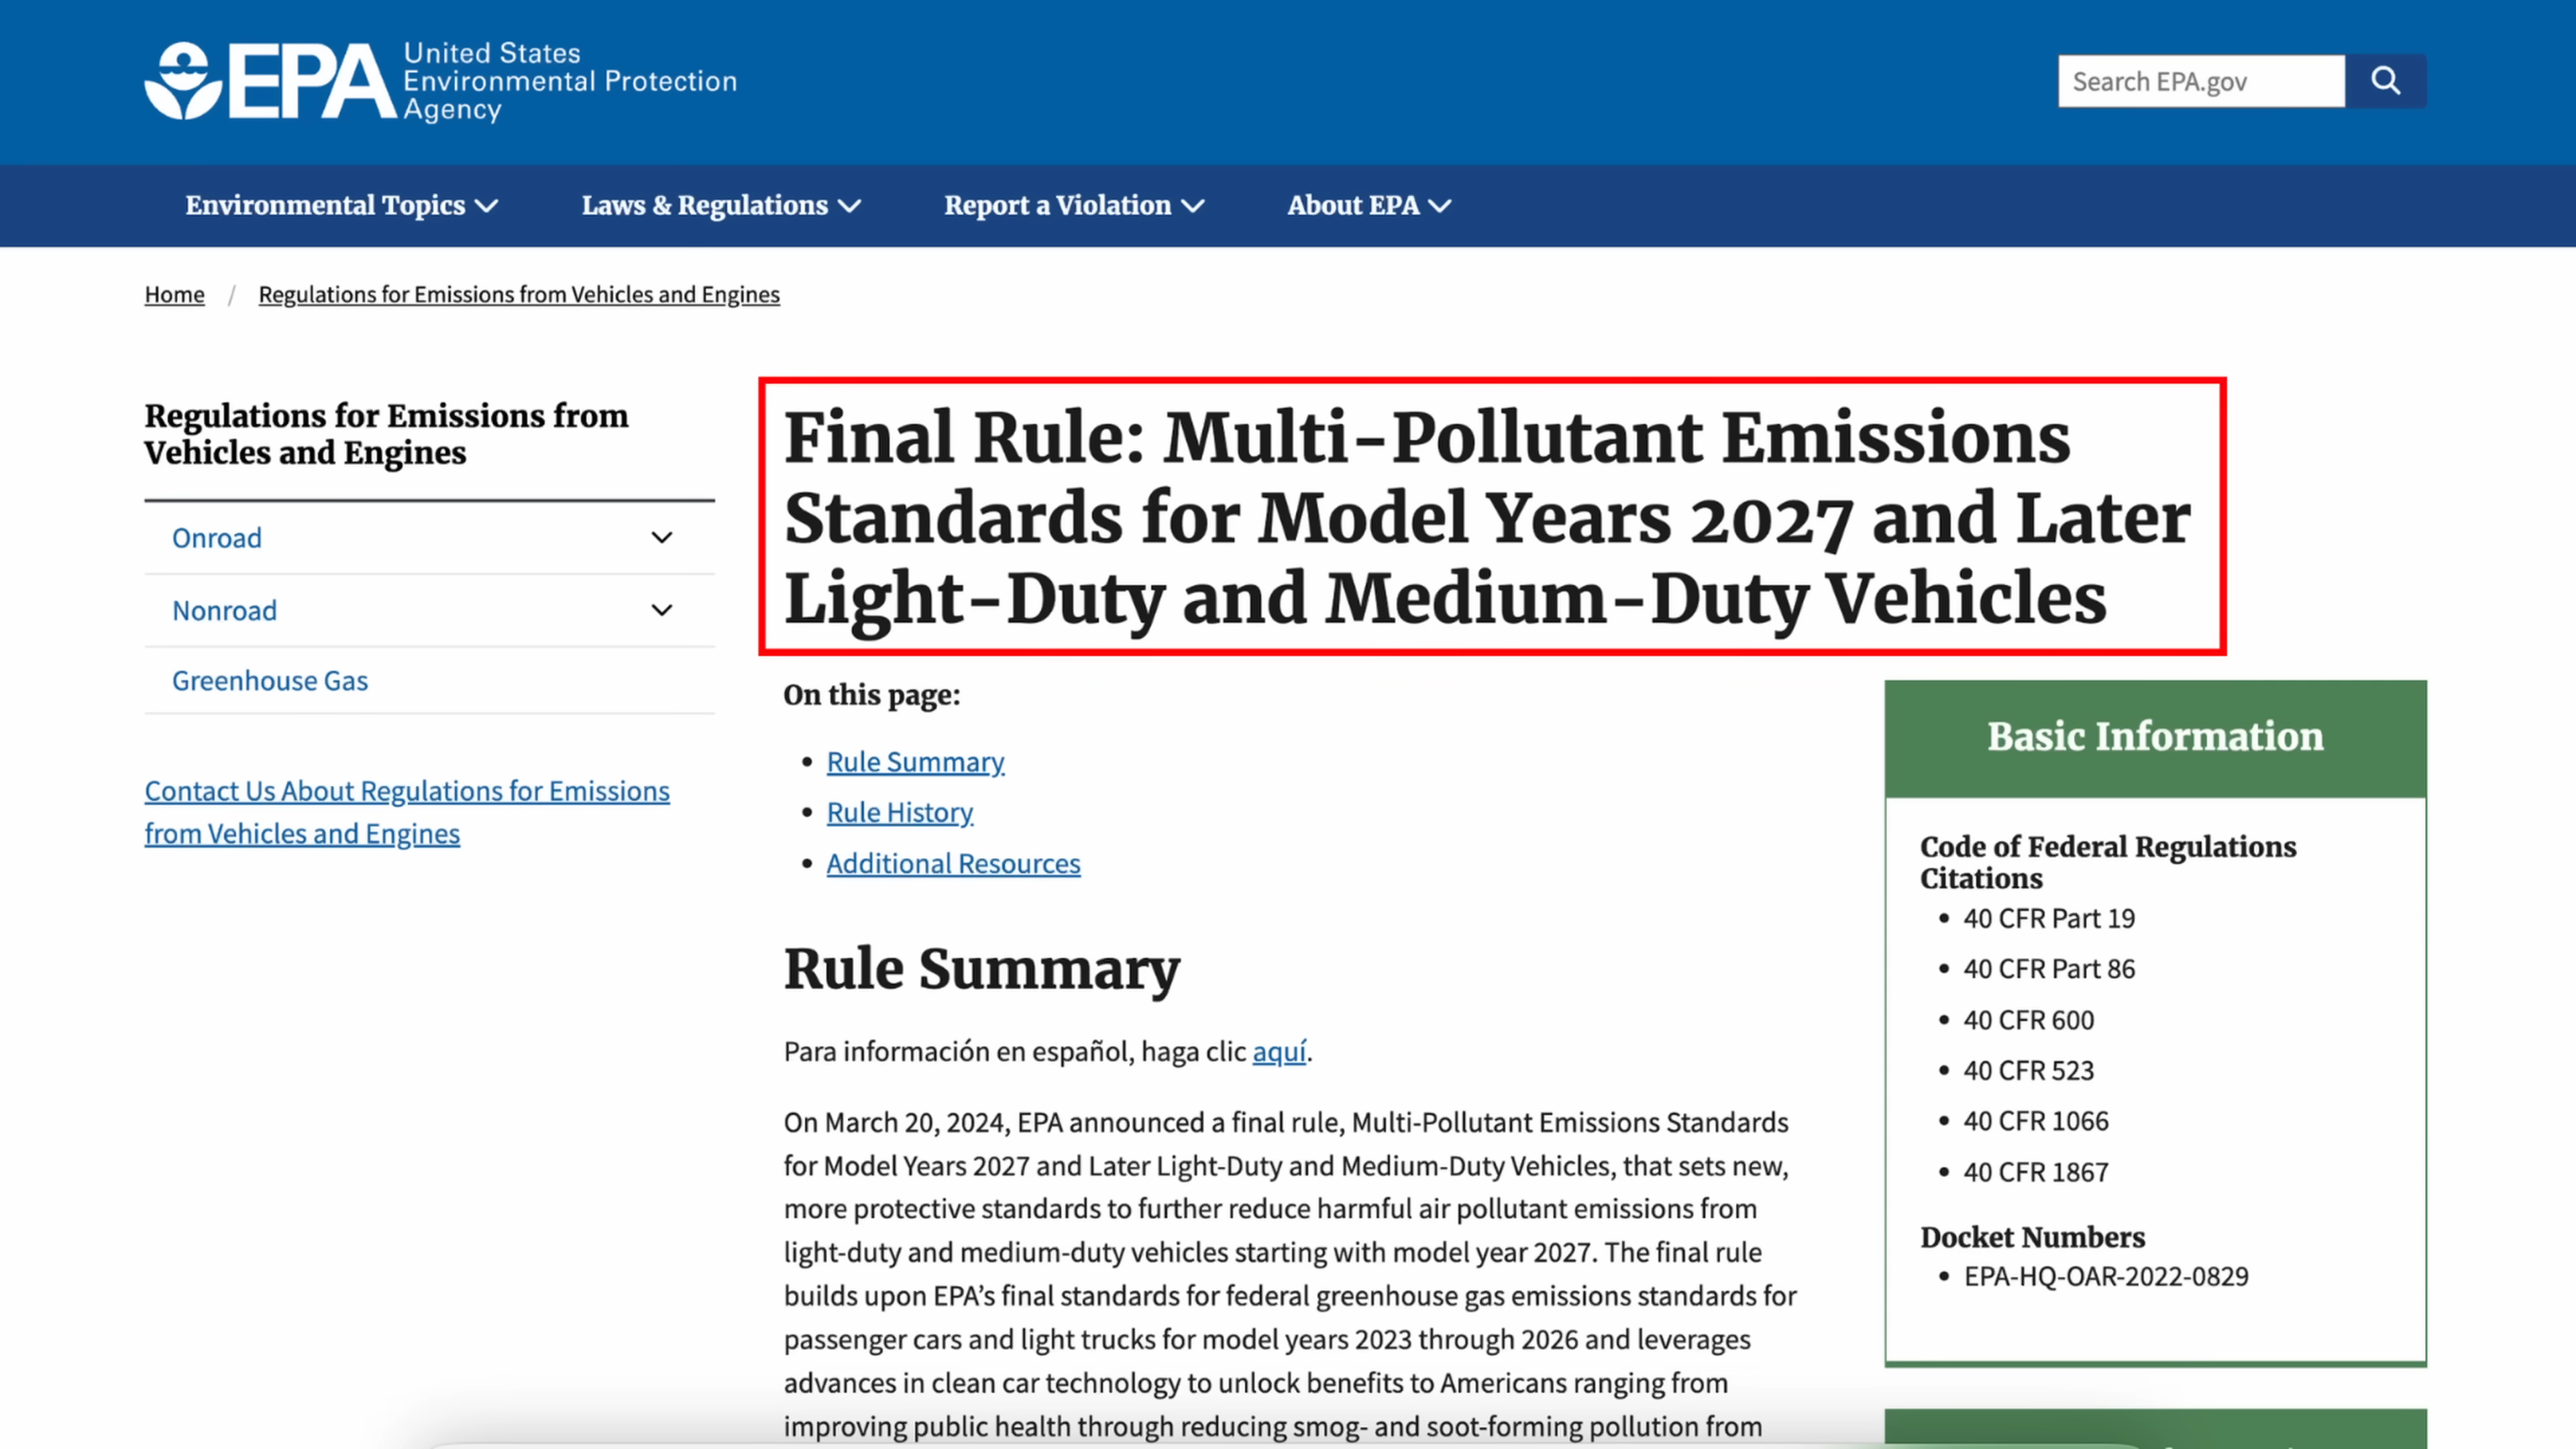 EPA United States
Environmental Protection
Agency
Search EPA.gov
Environmental Topics
Laws & Regulations
Report a Violation
About EPA
Home / Regulations for Emissions from Vehicles and Engines
Regulations for Emissions from
Vehicles and Engines
Onroad
Nonroad
Greenhouse Gas
Contact Us About Regulations for Emissions
from Vehicles and Engines
Final Rule: Multi-Pollutant Emissions
Standards for Model Years 2027 and Later
Light-Duty and Medium-Duty Vehicles
On this page:
• Rule Summary
• Rule History
• Additional Resources
Rule Summary
Para información en español, haga clic aquí.
On March 20, 2024, EPA announced a final rule, Multi-Pollutant Emissions Standards
for Model Years 2027 and Later Light-Duty and Medium-Duty Vehicles, that sets new,
more protective standards to further reduce harmful air pollutant emissions from
light-duty and medium-duty vehicles starting with model year 2027. The final rule
builds upon EPA’s final standards for federal greenhouse gas emissions standards for
passenger cars and light trucks for model years 2023 through 2026 and leverages
advances in clean car technology to unlock benefits to Americans ranging from
improving public health through reducing smog- and soot-forming pollution from
Basic Information
Code of Federal Regulations
Citations
• 40 CFR Part 19
• 40 CFR Part 86
• 40 CFR 600
• 40 CFR 523
• 40 CFR 1066
• 40 CFR 1867
Docket Numbers
• EPA-HQ-OAR-2022-0829